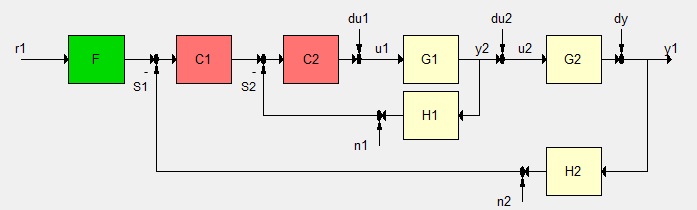 du1 du2 dy
r1 u1 y2 u2 y1
F C1 C2 G1 G2
-
S1
-
S2
H1
n1
H2
n2